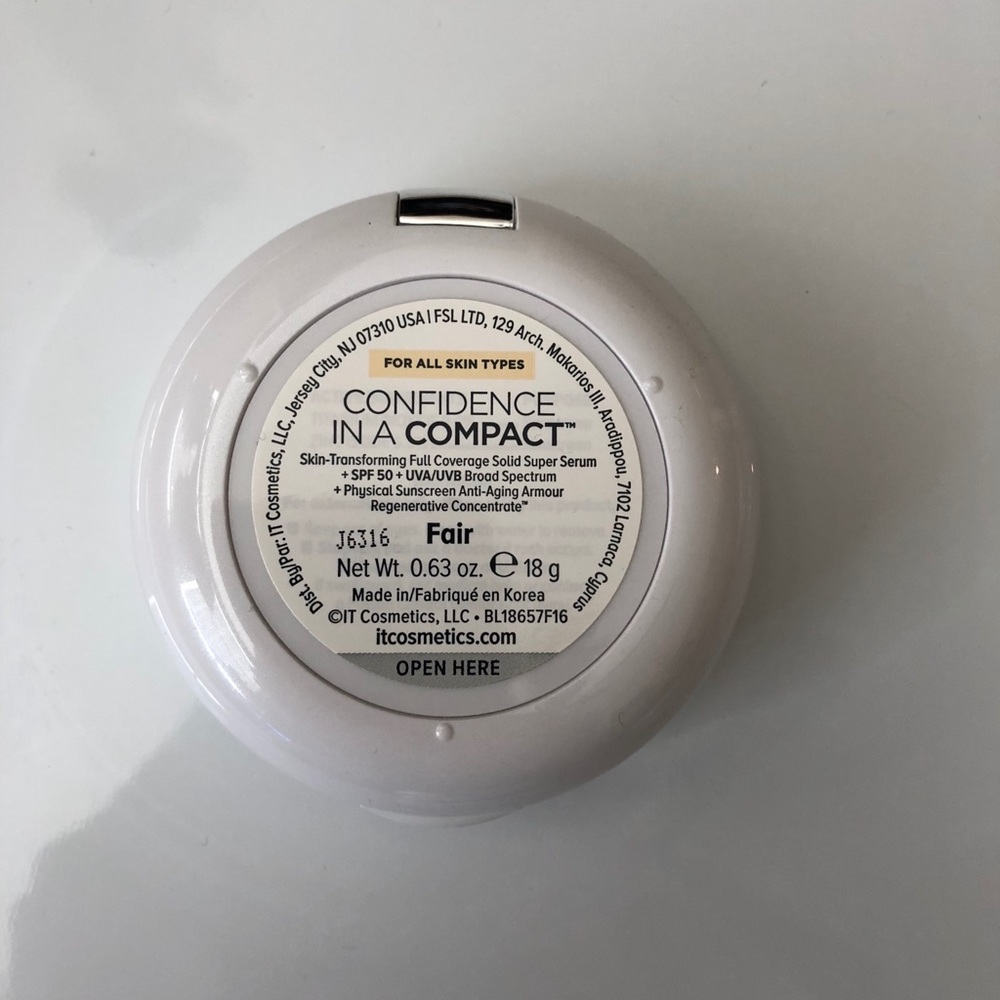 Dist. By/Par: IT Cosmetics, LLC, Jersey City, NJ 07310 USA | FSL LTD, 129 Arch. Makarios III, Aradippou, 7102 Larnaca, Cyprus
FOR ALL SKIN TYPES
CONFIDENCE
IN A COMPACT™
Skin-Transforming Full Coverage Solid Super Serum
+ SPF 50 + UVA/UVB Broad Spectrum
+ Physical Sunscreen Anti-Aging Armour
Regenerative Concentrate™
J6316 Fair
Net Wt. 0.63 oz. ℮ 18 g
Made in/Fabriqué en Korea
©IT Cosmetics, LLC • BL18657F16
itcosmetics.com
OPEN HERE